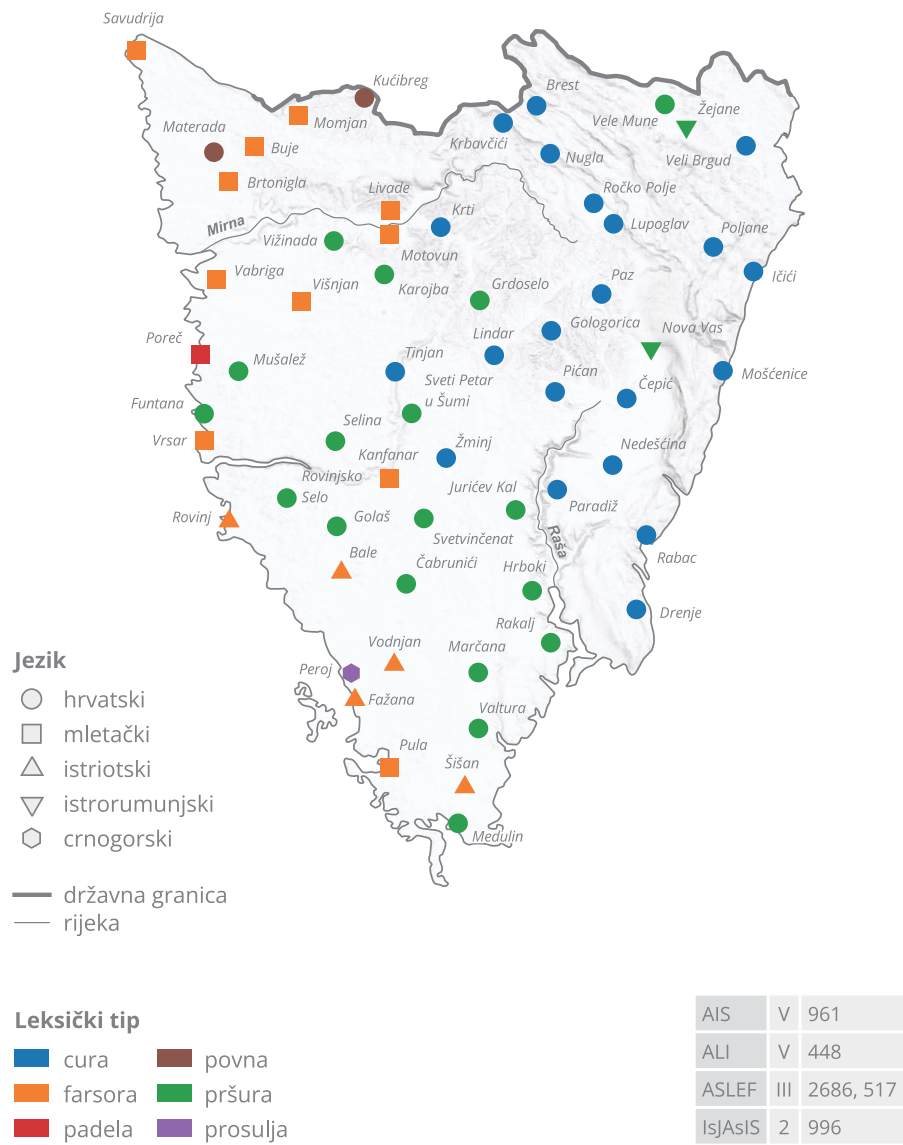 Savudrija
Kućibreg
Brest
Momjan
Vele Mune
Žejane
Materada
Buje
Krbavčići
Nugla
Veli Brgud
Brtonigla
Livade
Ročko Polje
Mirna
Krti
Lupoglav
Poljane
Vižinada
Motovun
Vabriga
Višnjan
Karojba
Grdoselo
Paz
Ičići
Poreč
Gologorica
Nova Vas
Lindar
Mušalež
Tinjan
Pićan
Čepić
Mošćenice
Sveti Petar
u Šumi
Funtana
Selina
Vrsar
Kanfanar
Žminj
Nedešćina
Rovinjsko
Selo
Jurićev Kal
Paradiž
Rovinj
Golaš
Svetvinčenat
Raša
Rabac
Bale
Čabrunići
Hrboki
Drenje
Rakalj
Vodnjan
Marčana
Peroj
Fažana
Valtura
Pula
Šišan
Medulin
Jezik
hrvatski
mletački
istriotski
istrorumunjski
crnogorski
državna granica
rijeka
Leksički tip
cura
farsora
padela
povna
pršura
prosulja
AIS V 961
ALI V 448
ASLEF III 2686, 517
IsJAsIS 2 996